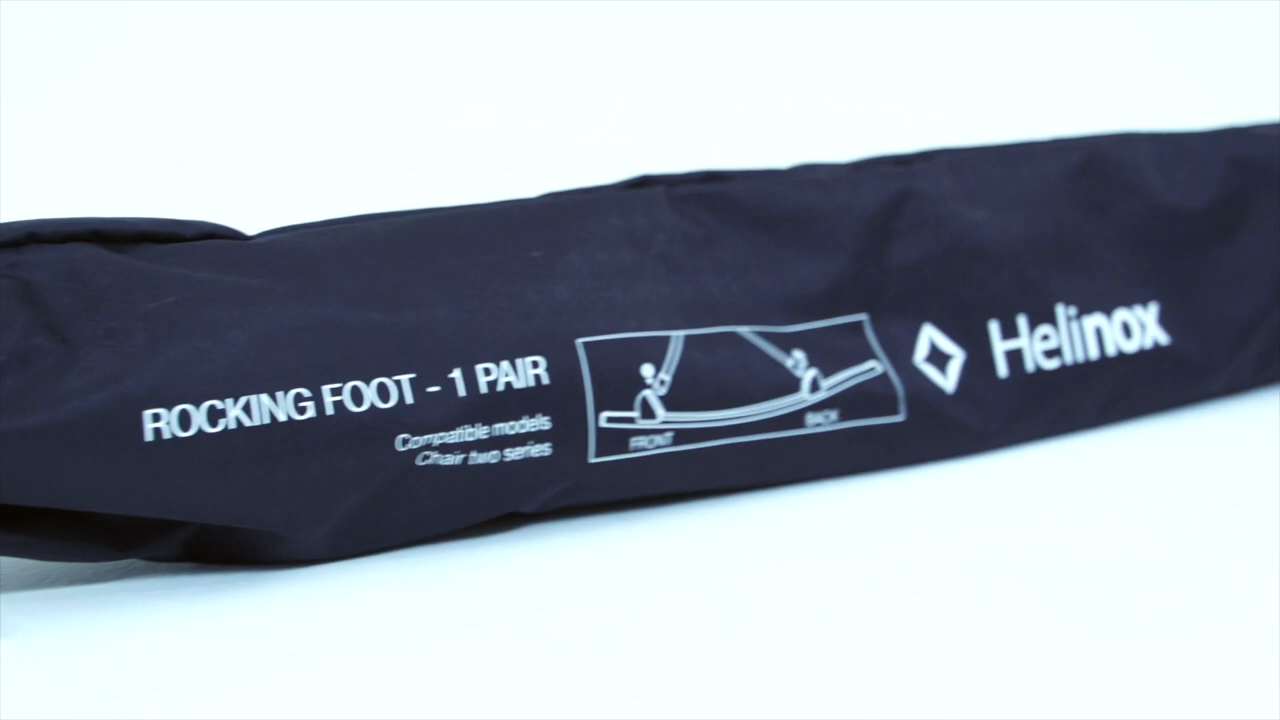 ROCKING FOOT - 1 PAIR
Compatible models
Chair two series
FRONT
BACK
Helinox